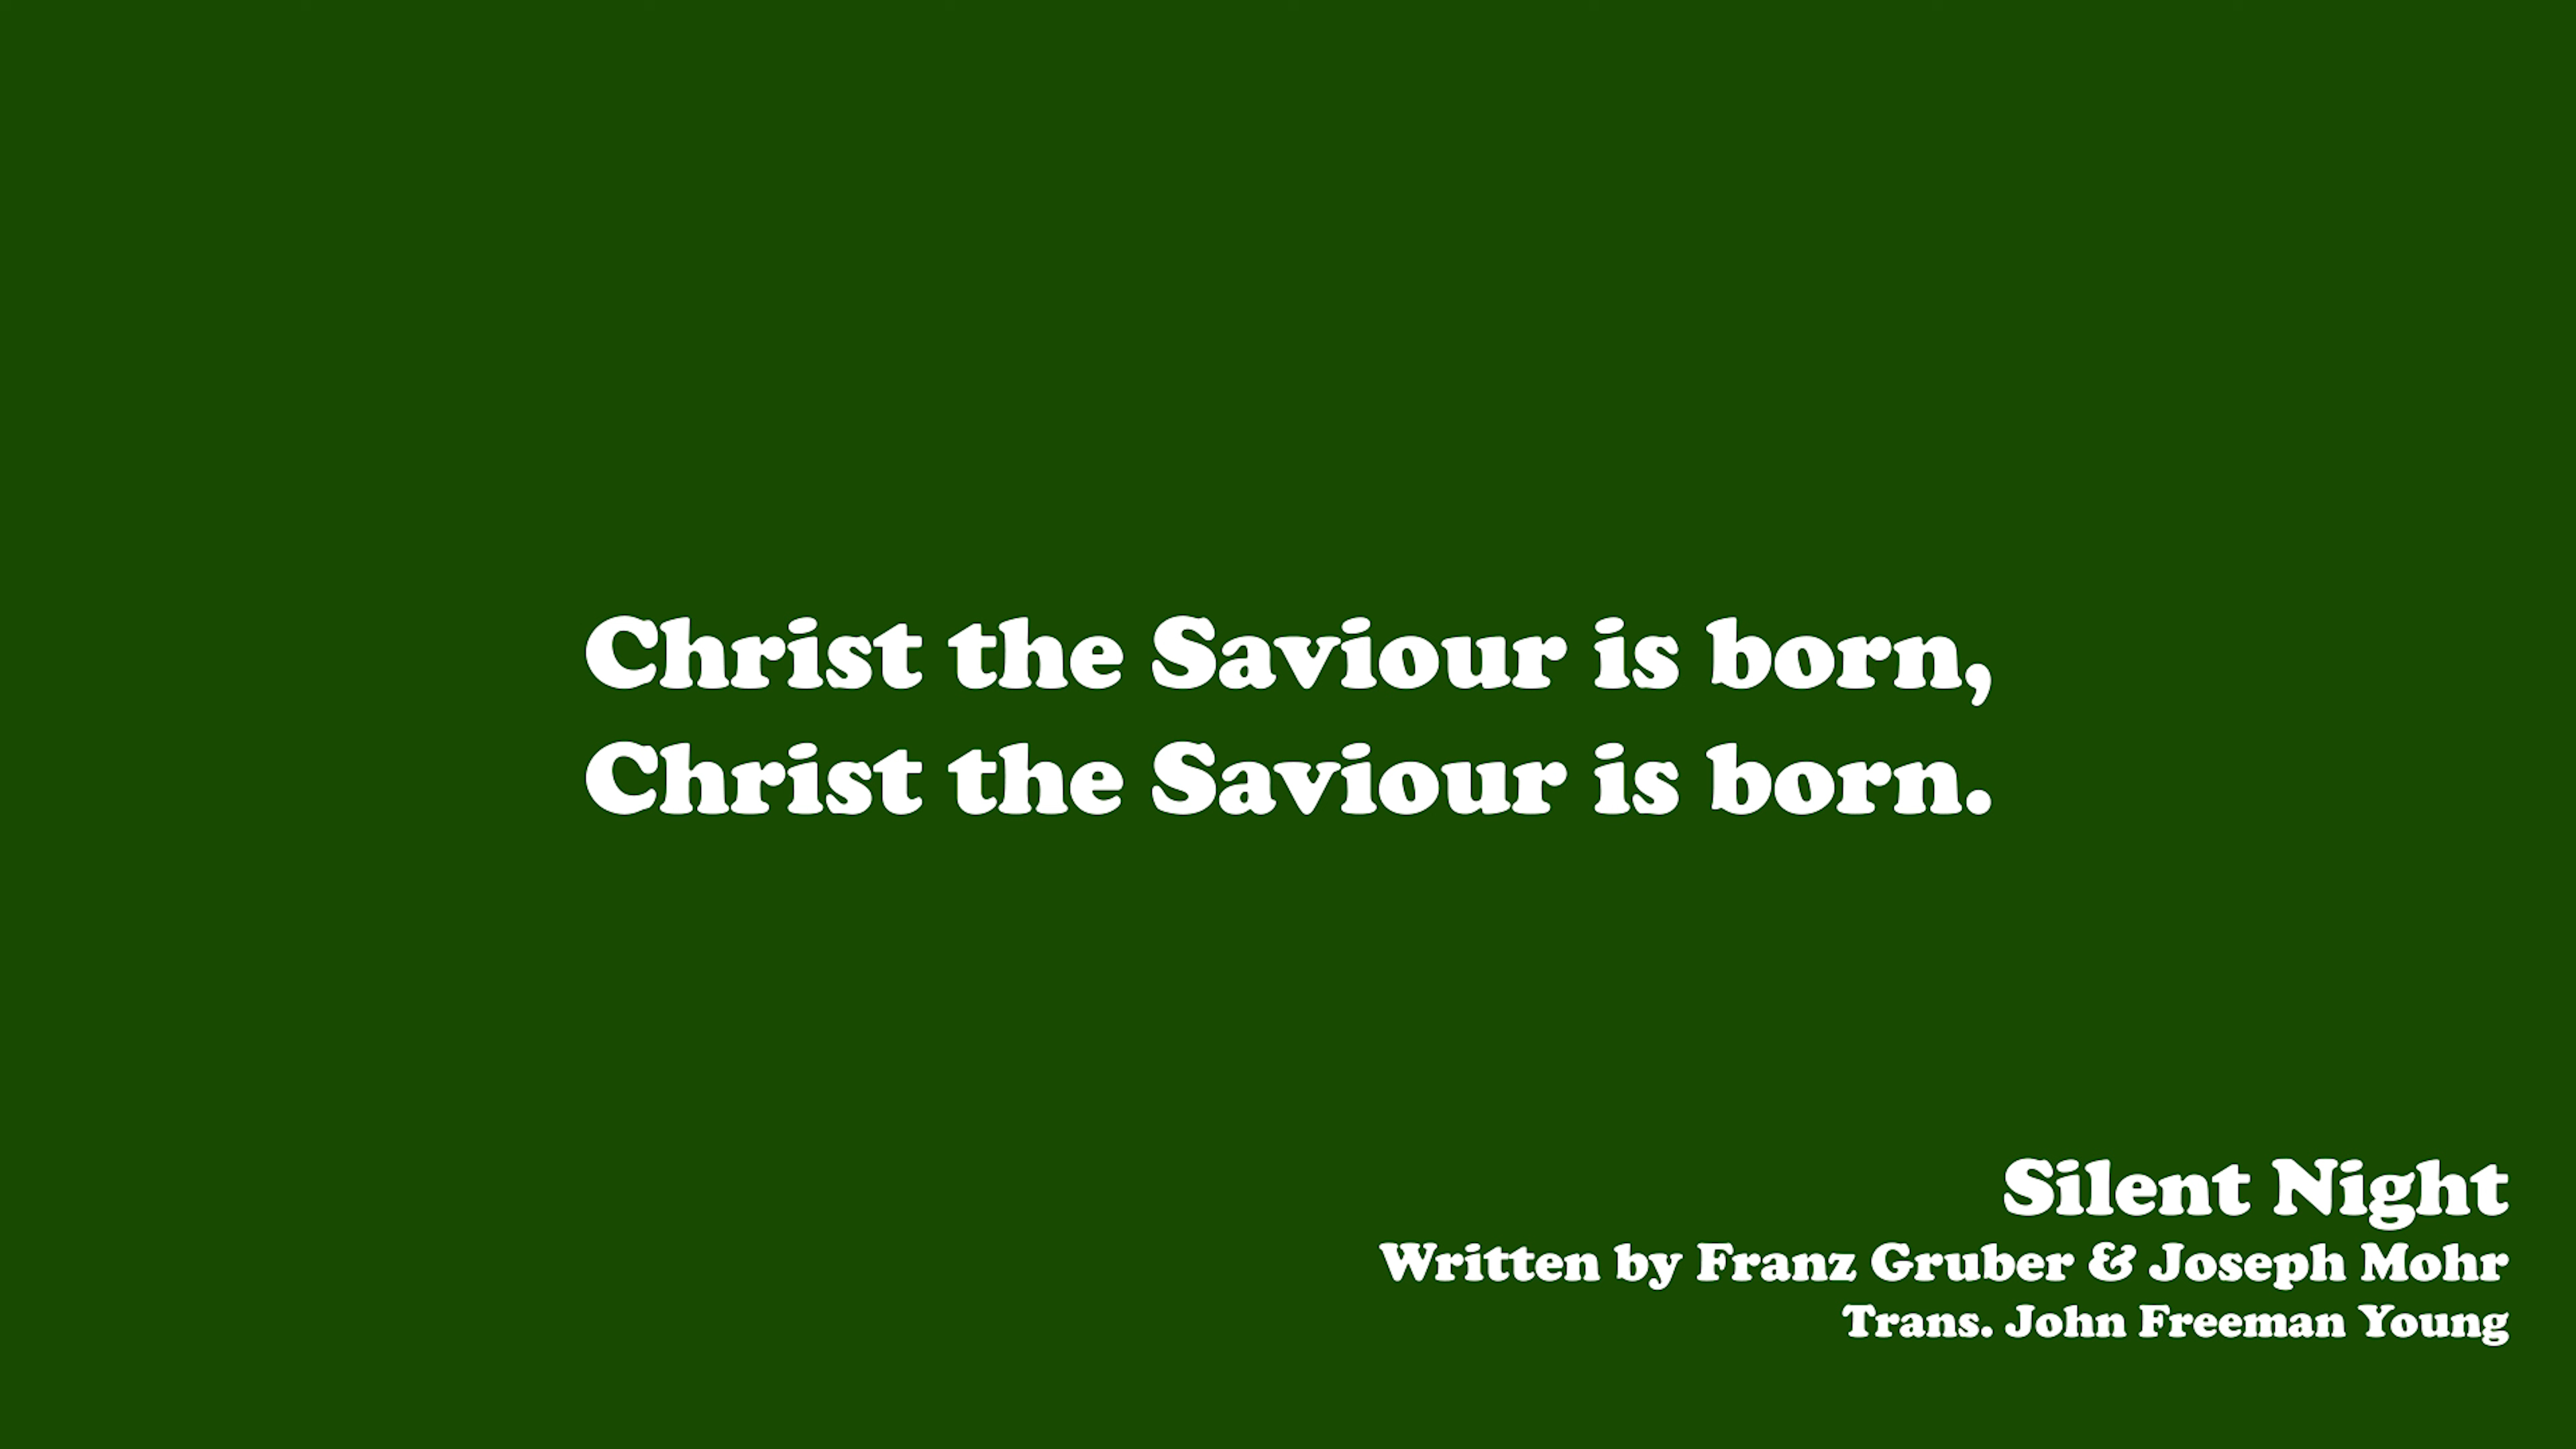 Christ the Saviour is born,
Christ the Saviour is born.
Silent Night
Written by Franz Gruber & Joseph Mohr
Trans. John Freeman Young